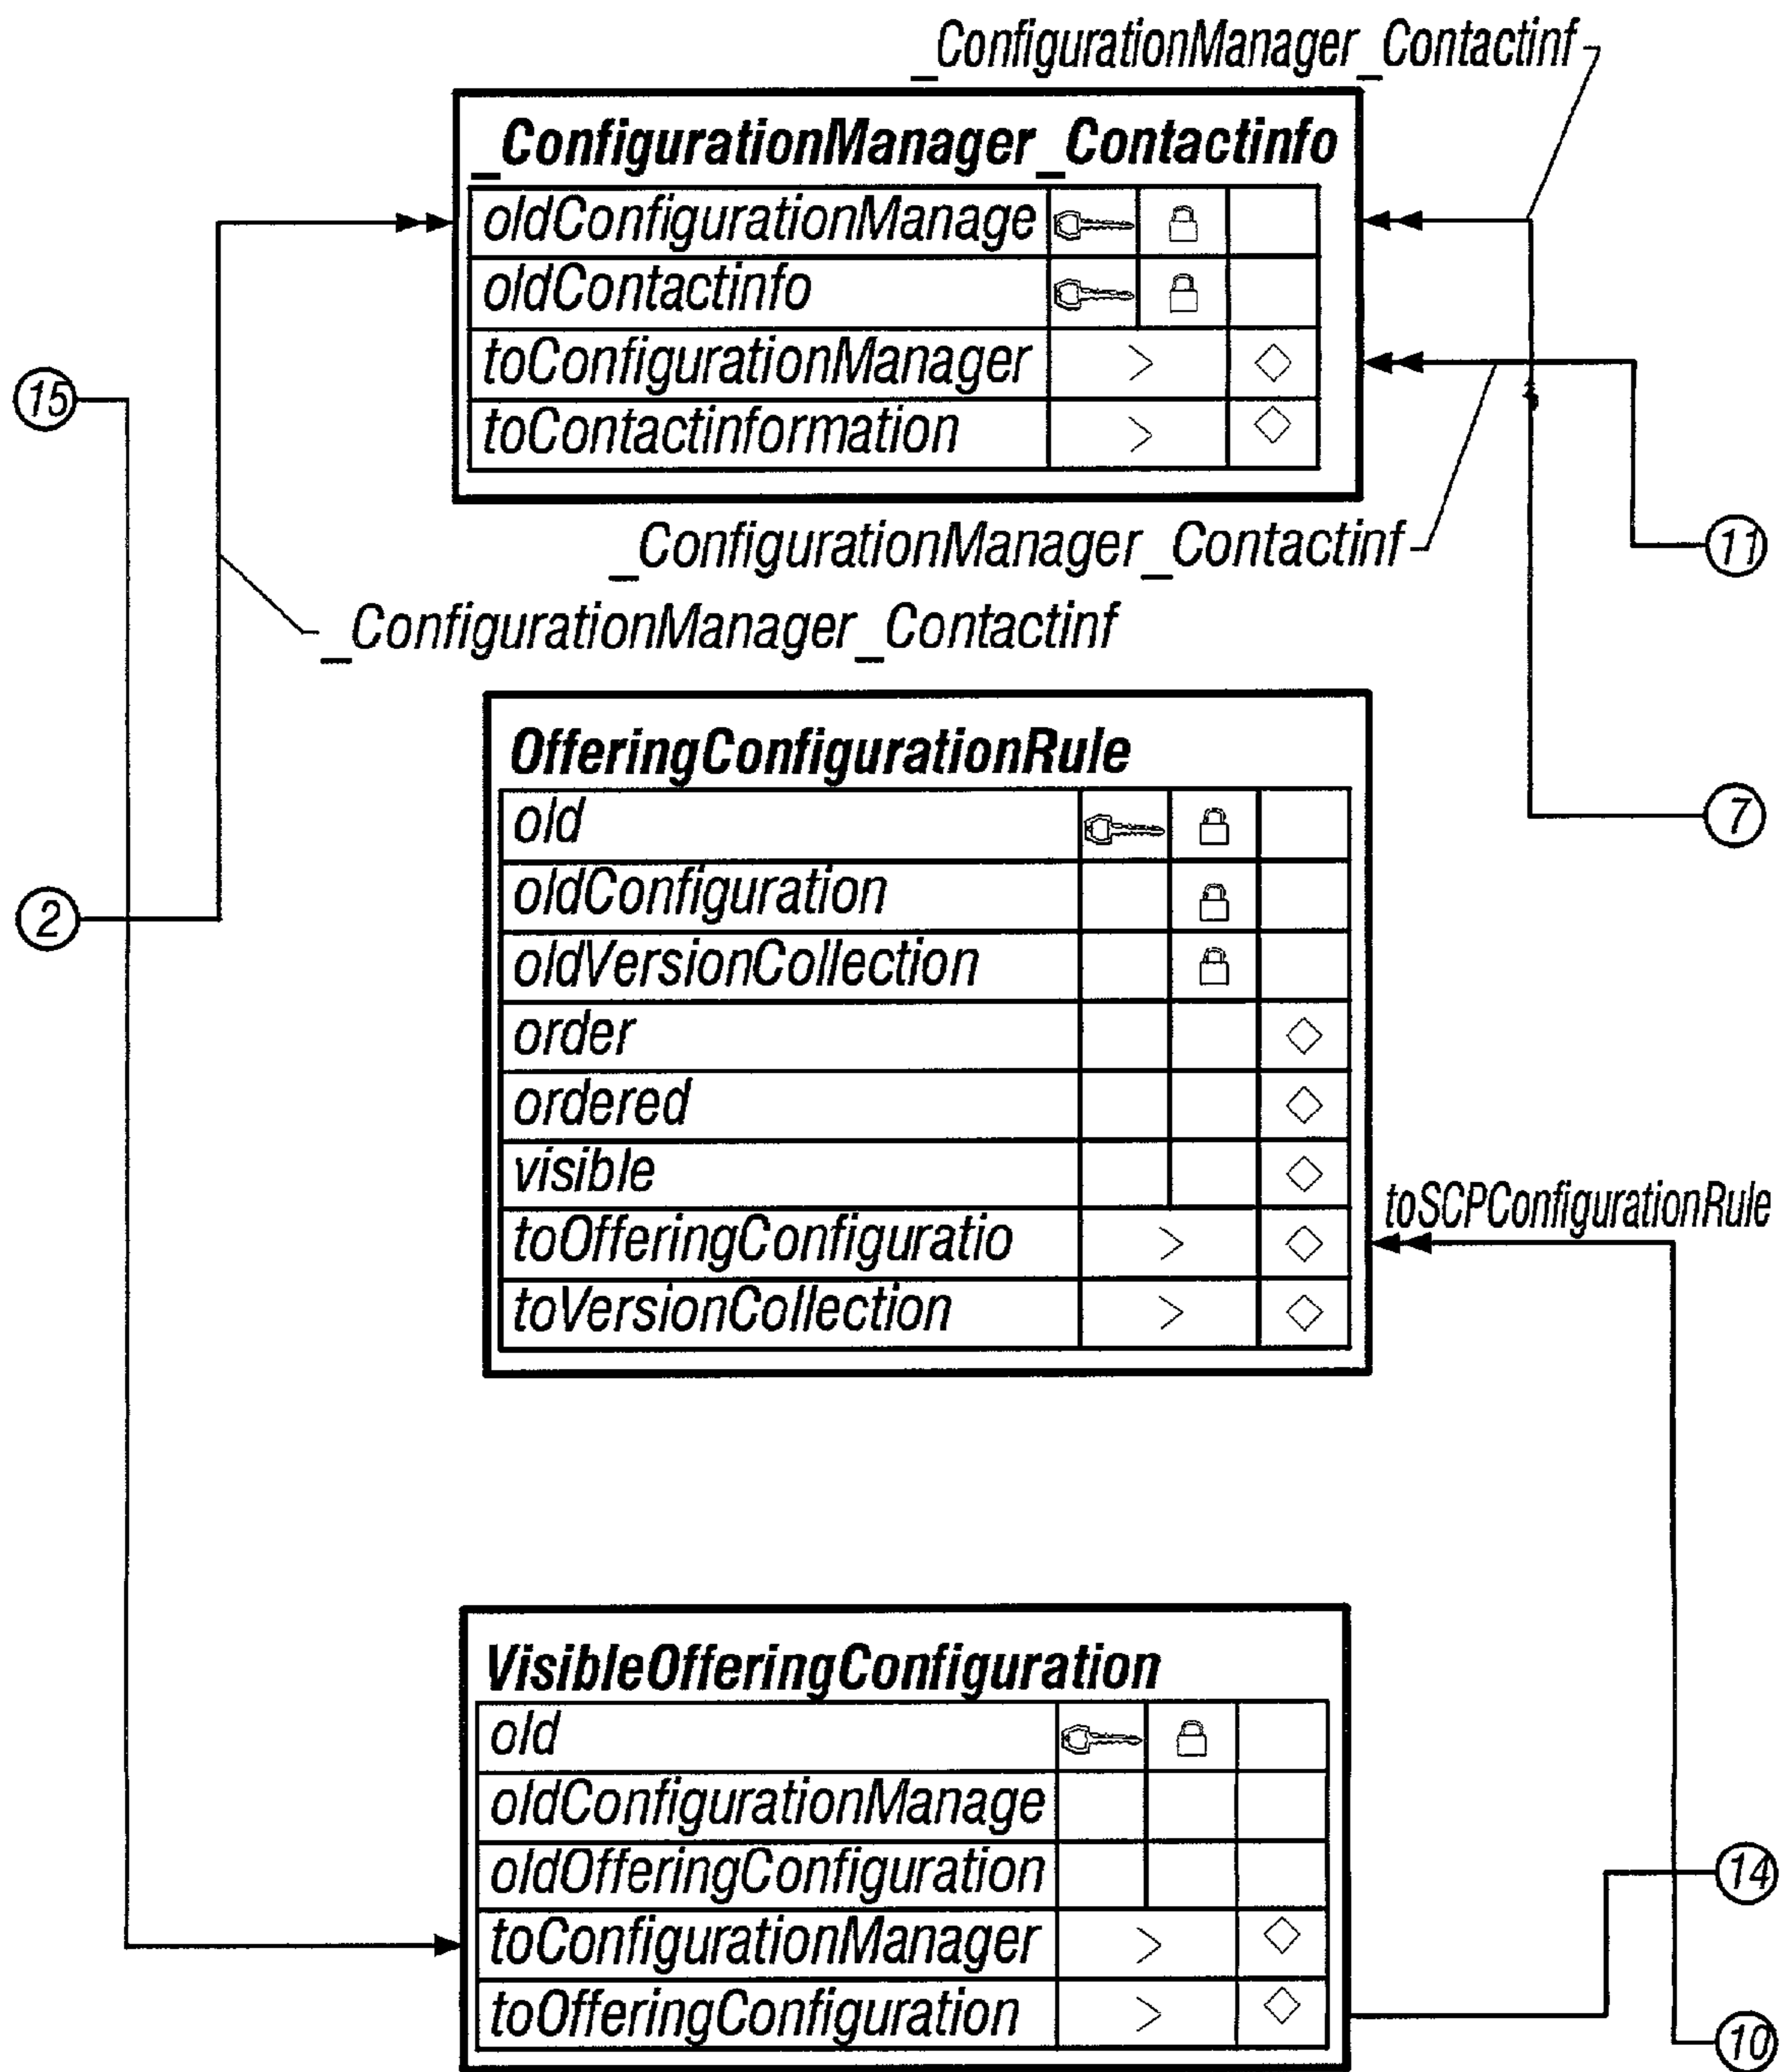 _ConfigurationManager_Contactinf
_ConfigurationManager_Contactinfo
oldConfigurationManage
oldContactinfo
toConfigurationManager
15
toContactinformation
_ConfigurationManager_Contactinf
11
_ConfigurationManager_Contactinf
OfferingConfigurationRule
old
7
oldConfiguration
2
oldVersionCollection
order
ordered
visible
toSCPConfigurationRule
toOfferingConfiguratio
toVersionCollection
VisibleOfferingConfiguration
old
oldConfigurationManage
oldOfferingConfiguration
14
toConfigurationManager
toOfferingConfiguration
10